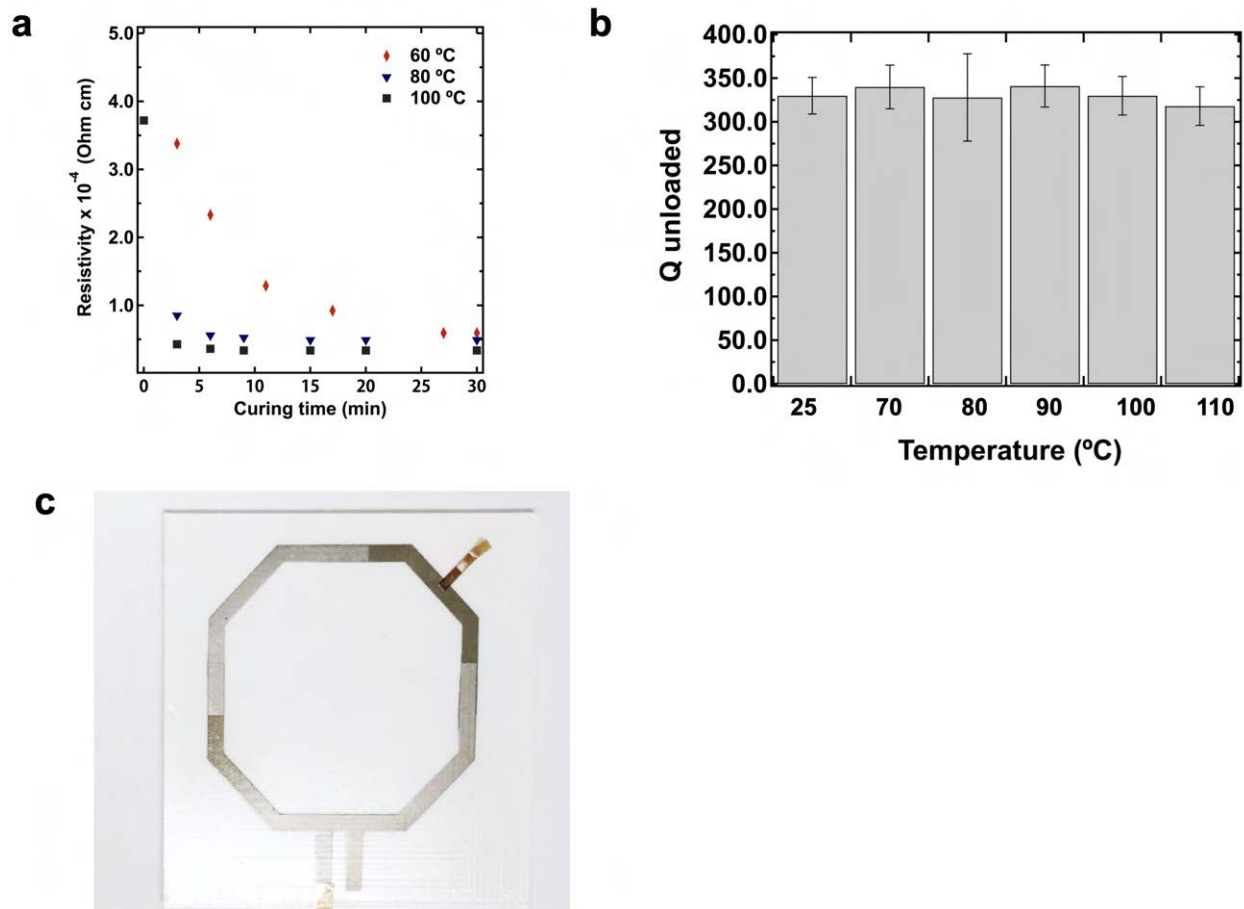 a
5.0
4.0
3.0
2.0
1.0
Resistivity x 10⁻⁴ (Ohm cm)
60 ºC
80 ºC
100 ºC
0 5 10 15 20 25 30
Curing time (min)
b
400.0
350.0
300.0
250.0
200.0
150.0
100.0
50.0
0.0
Q unloaded
25 70 80 90 100 110
Temperature (ºC)
c